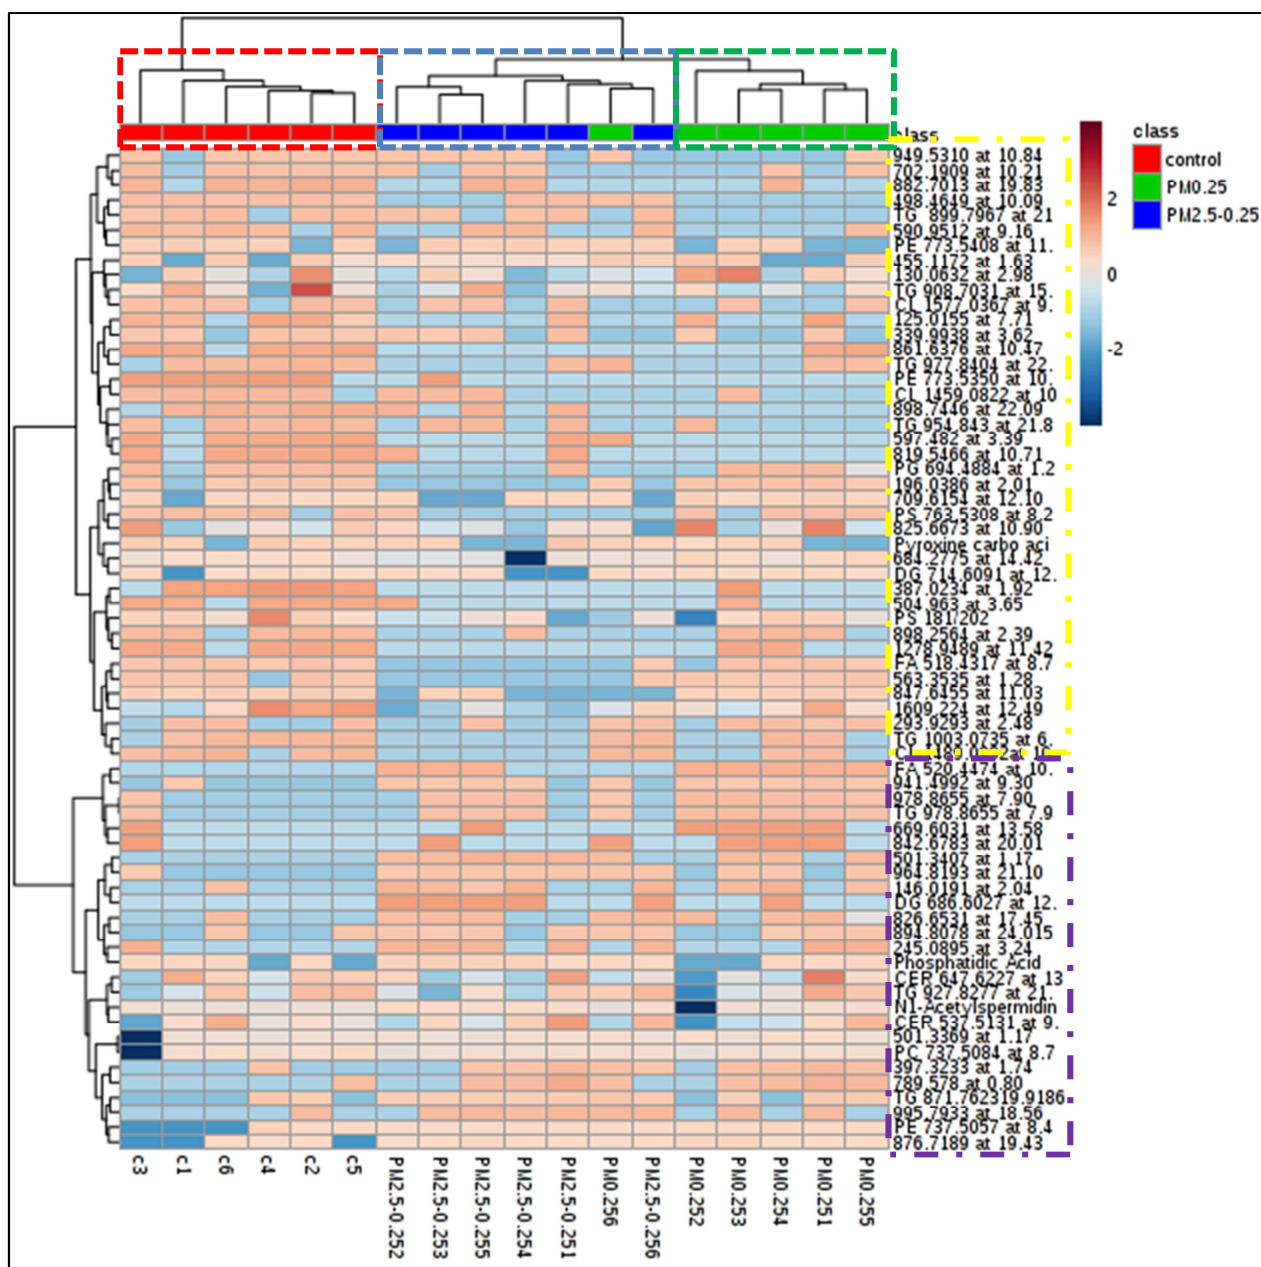 class
949.5310 at 10.84
702.1909 at 10.21
882.7013 at 19.83
498.4649 at 10.09
TG 899.7967 at 21
590.9512 at 9.16
PE 773.5408 at 11.
455.1172 at 1.63
130.0632 at 2.98
TG 908.7031 at 15.
CL 1577.0367 at 9.
125.0155 at 7.71
339.9938 at 3.62
861.6376 at 10.47
TG 977.8404 at 22.
PE 773.5350 at 10.
CL 1459.0822 at 10
898.7446 at 22.09
TG 954.843 at 21.8
597.482 at 3.39
819.5466 at 10.71
PG 694.4884 at 1.2
196.0386 at 2.01
709.6154 at 12.10
PS 763.5308 at 8.2
825.6673 at 10.90
Pyroxine carbo aci
684.2775 at 14.42
DG 714.6091 at 12.
387.0234 at 1.92
504.963 at 3.65
PS 181/202
898.2564 at 2.39
1278.9489 at 11.42
FA 518.4317 at 8.7
563.3535 at 1.28
847.6455 at 11.03
1609.224 at 12.49
293.9293 at 2.48
TG 1003.0735 at 6.
FA 520.4474 at 10.
941.4992 at 9.30
978.8655 at 7.90
TG 978.8655 at 7.9
669.6031 at 13.58
842.6783 at 20.01
501.3407 at 1.17
964.8193 at 21.10
146.0191 at 2.04
DG 686.6027 at 12.
826.6531 at 17.45
894.8078 at 24.015
245.0895 at 3.24
Phosphatidic Acid
CER 647.6227 at 13
TG 927.8277 at 21.
N1-Acetylspermidin
CER 537.5131 at 9.
501.3369 at 1.17
PC 737.5084 at 8.7
397.3233 at 1.74
789.578 at 0.80
TG 871.762319.9186
995.7933 at 18.56
PE 737.5057 at 8.4
876.7189 at 19.43
2
0
-2
class
control
PM0.25
PM2.5-0.25
c3
c1
c6
c4
c2
c5
PM2.5-0.252
PM2.5-0.253
PM2.5-0.255
PM2.5-0.254
PM2.5-0.251
PM0.256
PM2.5-0.256
PM0.252
PM0.253
PM0.254
PM0.251
PM0.255